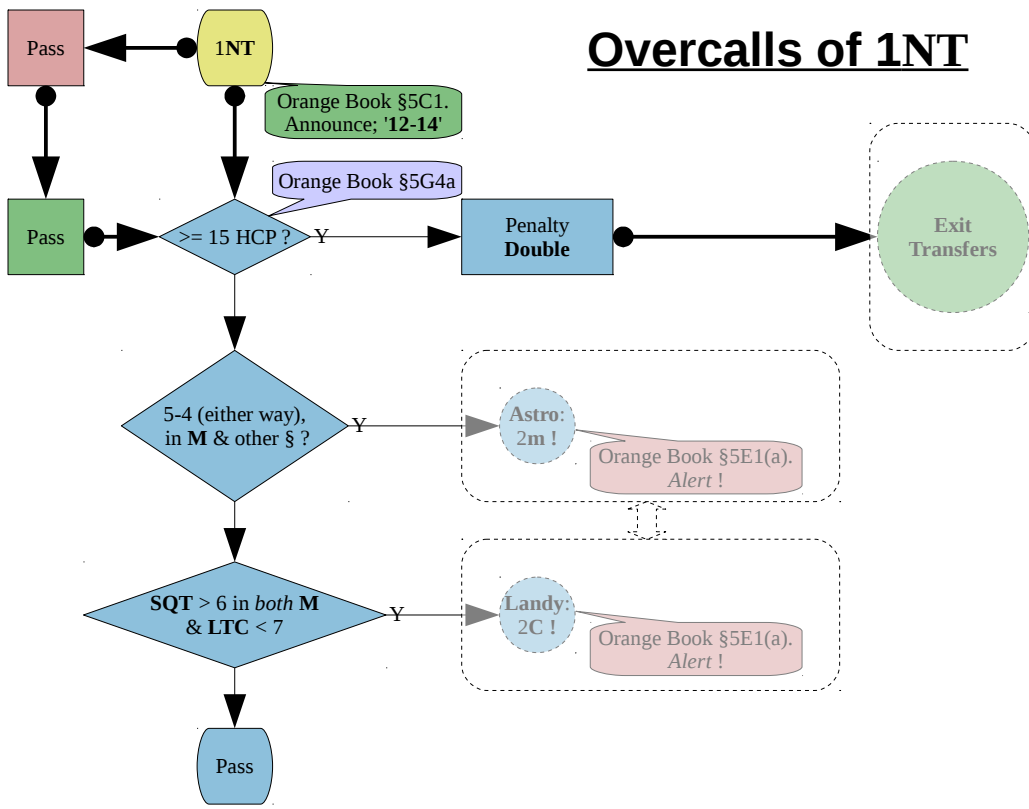 Overcalls of 1NT
Pass
1NT
Orange Book §5C1.
Announce; '12-14'
Orange Book §5G4a
Pass
>= 15 HCP ?
Y
Penalty
Double
Exit
Transfers
5-4 (either way),
in M & other § ?
Y
Astro:
2m !
Orange Book §5E1(a).
Alert !
SQT > 6 in both M
& LTC < 7
Y
Landy:
2C !
Orange Book §5E1(a).
Alert !
Pass